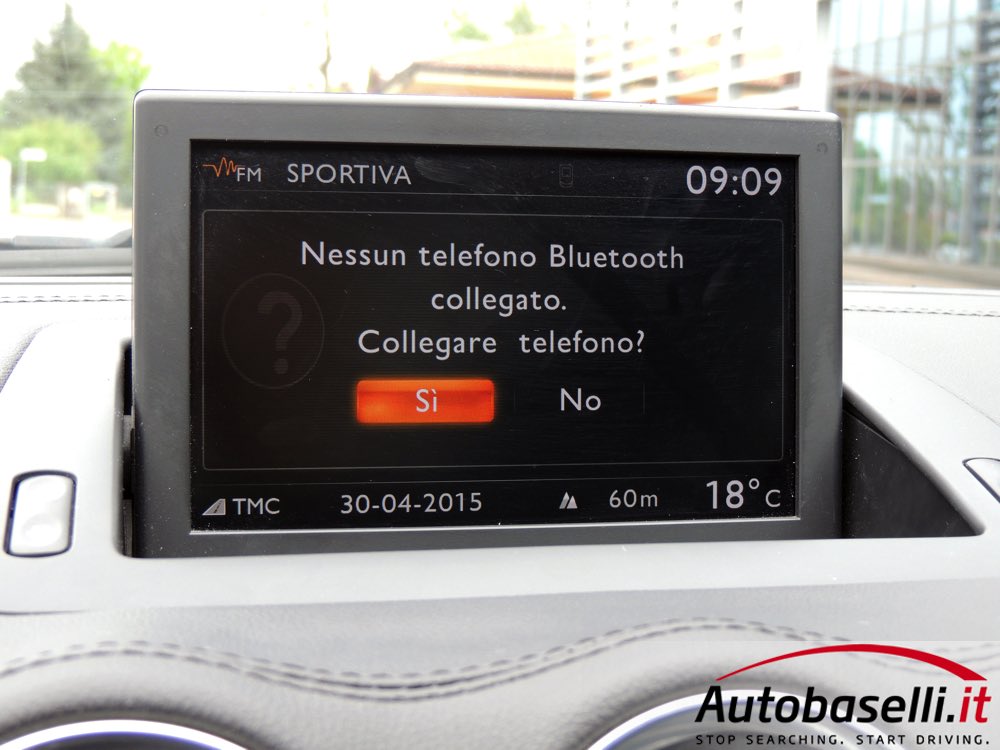 FM SPORTIVA 09:09
Nessun telefono Bluetooth
collegato.
Collegare telefono?
?
Sì No
TMC 30-04-2015 60m 18°C
Autobaselli.it
STOP SEARCHING. START DRIVING.